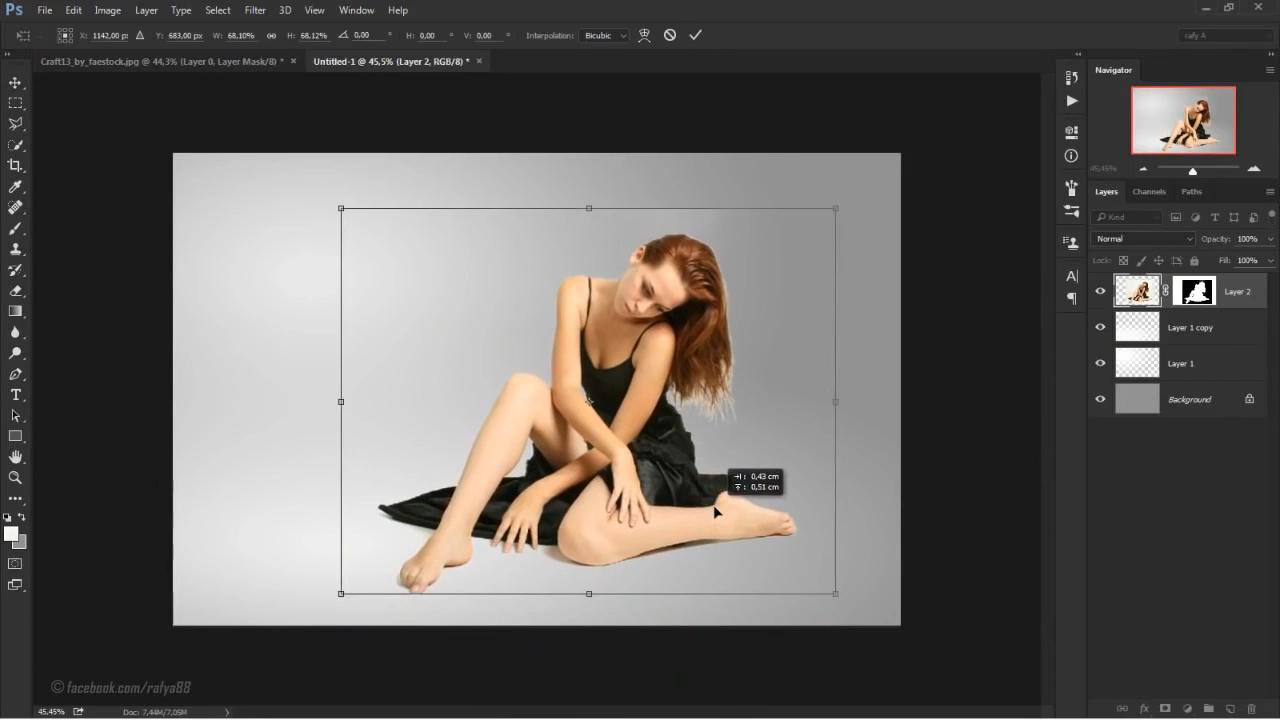 Ps File Edit Image Layer Type Select Filter 3D View Window Help
X: 1142,00 px Y: 683,00 px W: 68,10% H: 68,12% 0,00 ° H: 0,00 ° V: 0,00 ° Interpolation: Bicubic
rafy A
Craft13_by_faestock.jpg @ 44,3% (Layer 0, Layer Mask/8) * × Untitled-1 @ 45,5% (Layer 2, RGB/8) * ×
Navigator
45,45%
Layers Channels Paths
Kind
Normal Opacity: 100%
Lock: Fill: 100%
Layer 2
Layer 1 copy
Layer 1
Background
: 0,43 cm
: 0,51 cm
© facebook.com/rafya88
45,45% Doc: 7,44M/7,05M